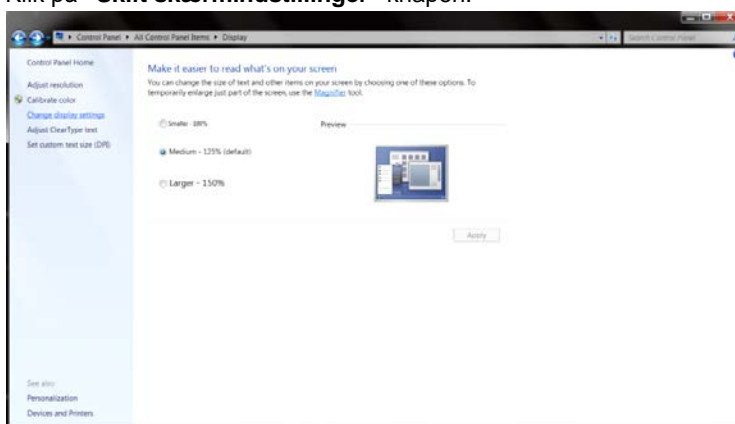 Klik på "Skift skærmindstillinger"-knapen.
Control Panel ▸ All Control Panel Items ▸ Display
Search Control Panel
Control Panel Home
Adjust resolution
Calibrate color
Change display settings
Adjust ClearType text
Set custom text size (DPI)
Make it easier to read what's on your screen
You can change the size of text and other items on your screen by choosing one of these options. To
temporarily enlarge just part of the screen, use the Magnifier tool.
Smaller - 100%
Preview
Medium - 125% (default)
Larger - 150%
Apply
See also
Personalization
Devices and Printers